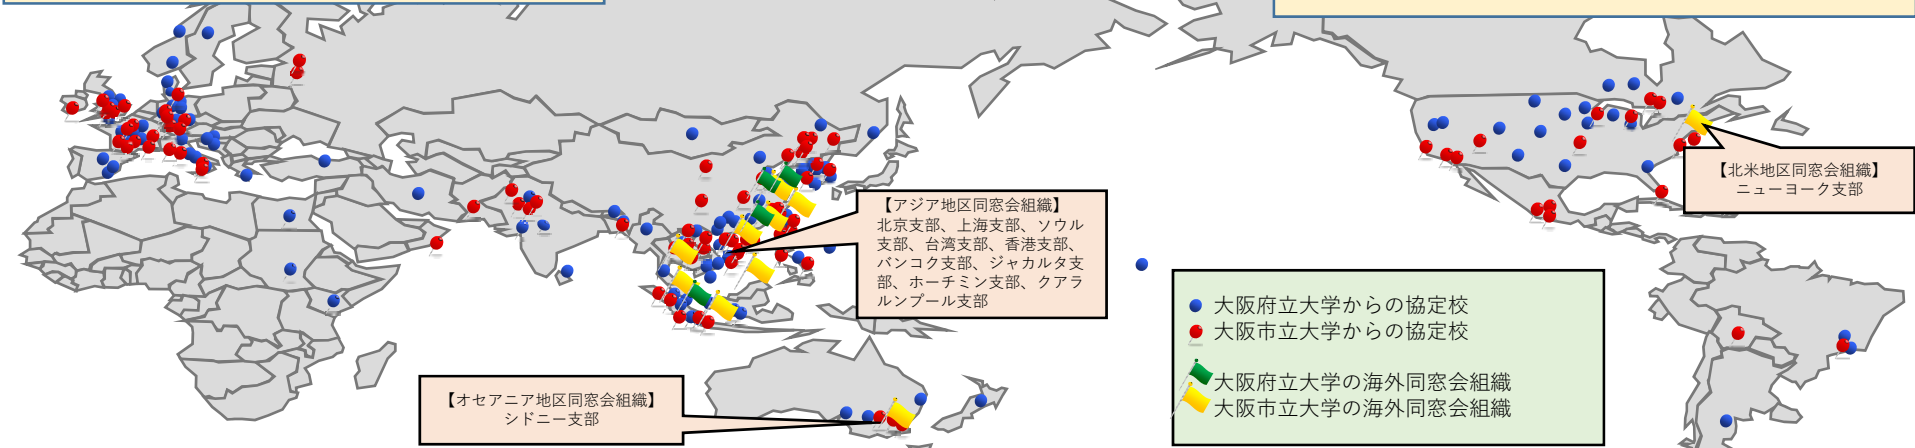 【北米地区同窓会組織】
ニューヨーク支部
【アジア地区同窓会組織】
北京支部、上海支部、ソウル
支部、台湾支部、香港支部、
バンコク支部、ジャカルタ支
部、ホーチミン支部、クアラ
ルンプール支部
大阪府立大学からの協定校
大阪市立大学からの協定校
大阪府立大学の海外同窓会組織
大阪市立大学の海外同窓会組織
【オセアニア地区同窓会組織】
シドニー支部